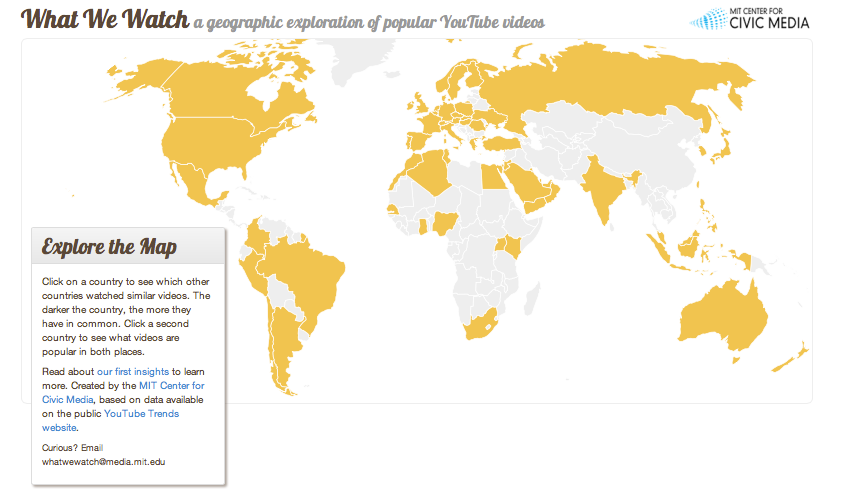 What We Watch a geographic exploration of popular YouTube videos
MIT CENTER FOR
CIVIC MEDIA
Explore the Map
Click on a country to see which other
countries watched similar videos. The
darker the country, the more they
have in common. Click a second
country to see what videos are
popular in both places.
Read about our first insights to learn
more. Created by the MIT Center for
Civic Media, based on data available
on the public YouTube Trends
website.
Curious? Email
whatwewatch@media.mit.edu